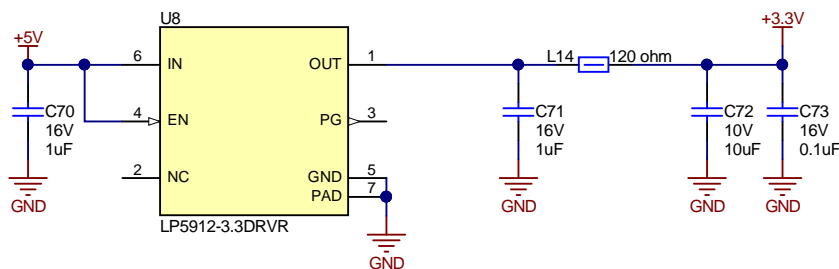 U8
+5V
+3.3V
6
IN
OUT
1
L14
120 ohm
4
EN
PG
3
C70
16V
1uF
C71
16V
1uF
C72
10V
10uF
C73
16V
0.1uF
2
NC
GND
5
PAD
7
GND
GND
GND
GND
LP5912-3.3DRVR
GND